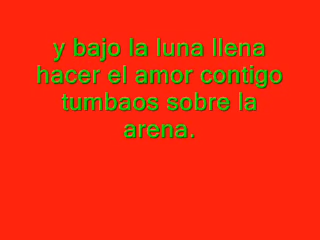 y bajo la luna llena
hacer el amor contigo
tumbaos sobre la
arena.